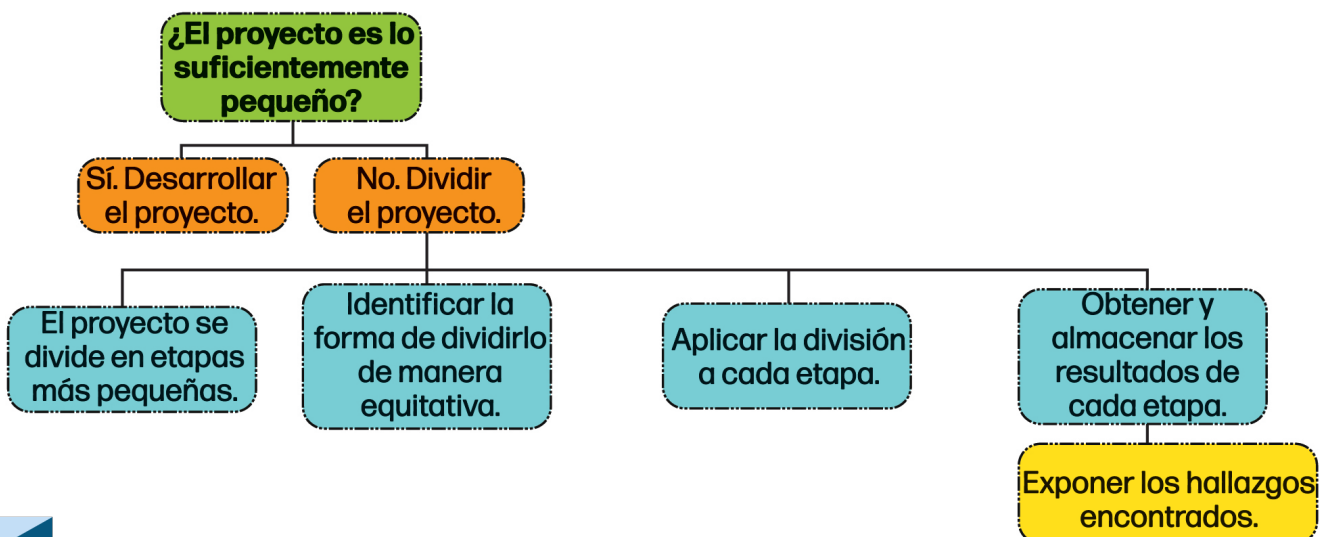 ¿El proyecto es lo
suficientemente
pequeño?
Sí. Desarrollar
el proyecto.
No. Dividir
el proyecto.
El proyecto se
divide en etapas
más pequeñas.
Identificar la
forma de dividirlo
de manera
equitativa.
Aplicar la división
a cada etapa.
Obtener y
almacenar los
resultados de
cada etapa.
Exponer los hallazgos
encontrados.